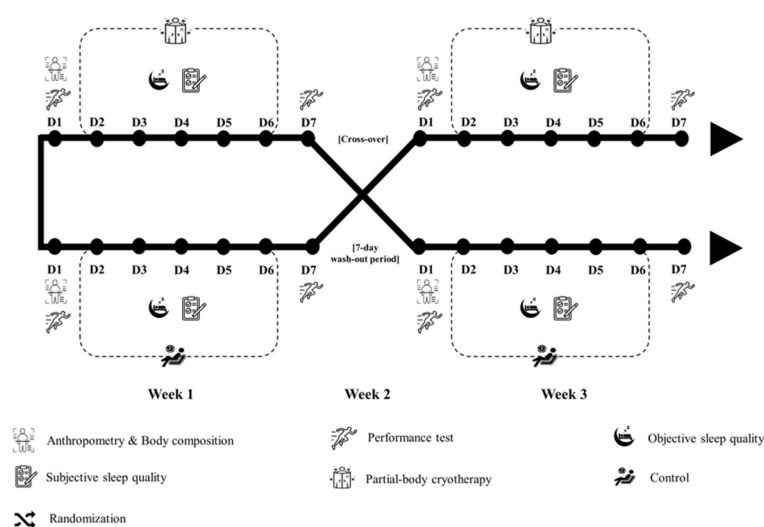 D1 D2 D3 D4 D5 D6 D7 D1 D2 D3 D4 D5 D6 D7
[Cross-over]
[7-day
wash-out period]
D1 D2 D3 D4 D5 D6 D7 D1 D2 D3 D4 D5 D6 D7
Week 1 Week 2 Week 3
Anthropometry & Body composition Performance test Objective sleep quality
Subjective sleep quality Partial-body cryotherapy Control
Randomization